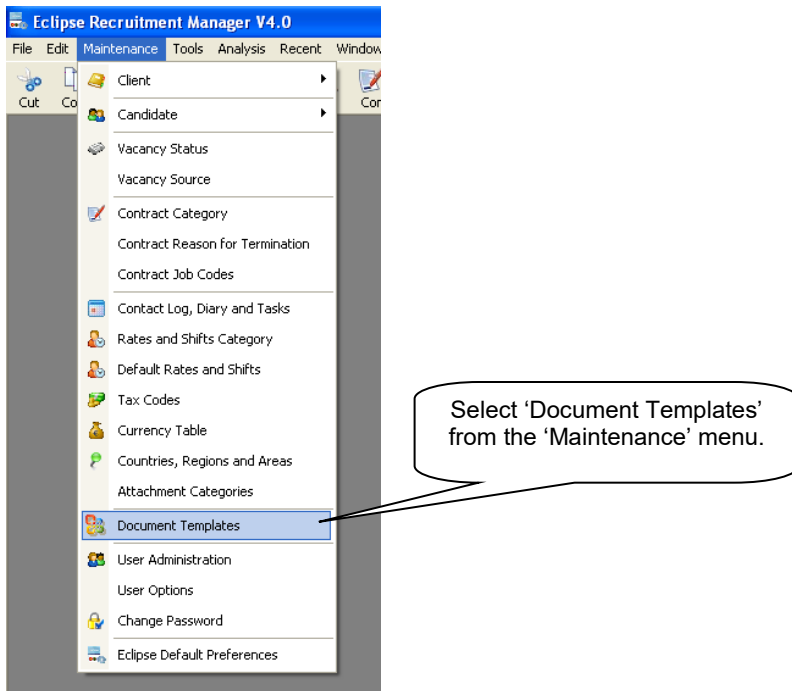 Eclipse Recruitment Manager V4.0
File Edit Maintenance Tools Analysis Recent Window
Cut Co Cor
Client
Candidate
Vacancy Status
Vacancy Source
Contract Category
Contract Reason for Termination
Contract Job Codes
Contact Log, Diary and Tasks
Rates and Shifts Category
Default Rates and Shifts
Tax Codes
Currency Table
Countries, Regions and Areas
Attachment Categories
Document Templates
User Administration
User Options
Change Password
Eclipse Default Preferences
Select ‘Document Templates’
from the ‘Maintenance’ menu.